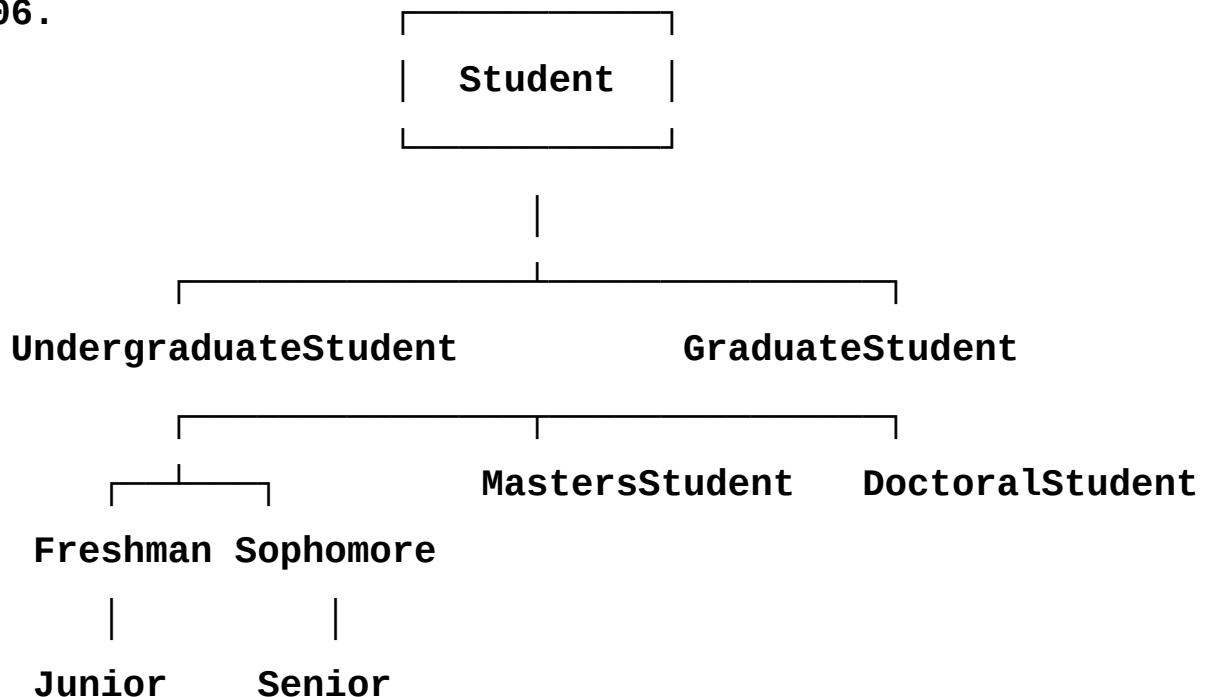 06.
Student
UndergraduateStudent GraduateStudent
MastersStudent DoctoralStudent
Freshman Sophomore
Junior Senior